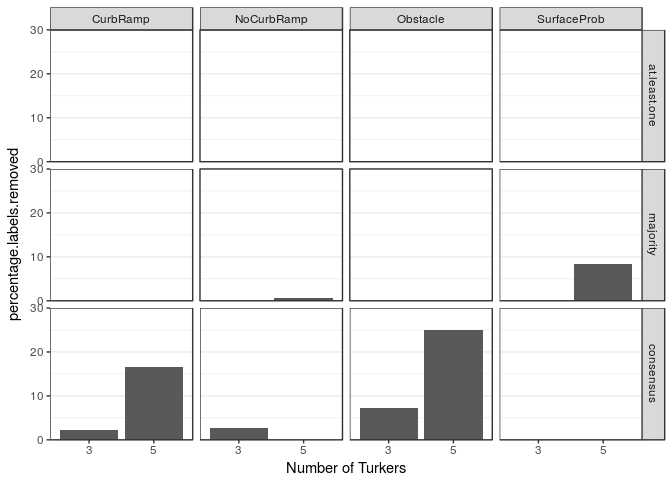 CurbRamp NoCurbRamp Obstacle SurfaceProb
30
20
10
0
at.least.one
30
20
10
0
majority
30
20
10
0
consensus
3 5 3 5 3 5 3 5
Number of Turkers
percentage.labels.removed